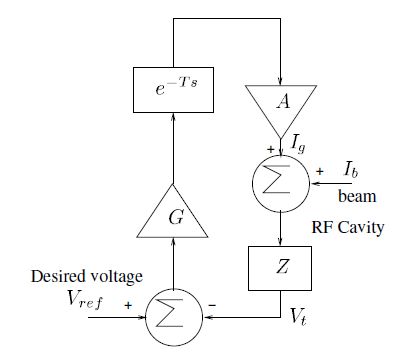 e^{-Ts}
A
+ I_g
Σ + I_b
beam
RF Cavity
G
Z
Desired voltage
V_{ref} + Σ − V_t